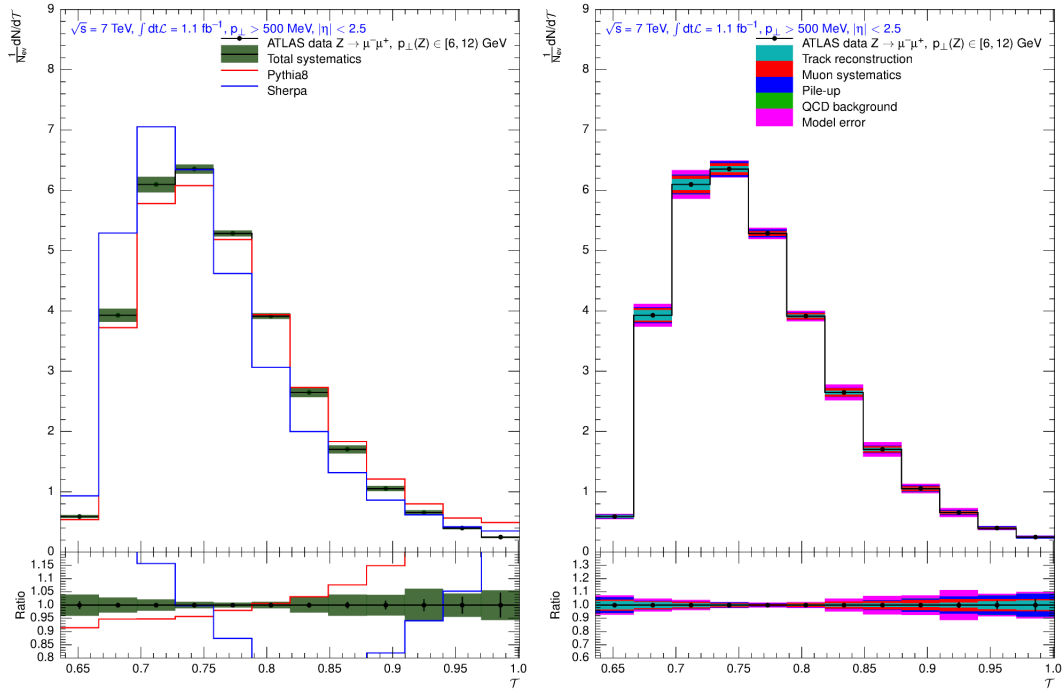 √s = 7 TeV, ∫ dtℒ = 1.1 fb⁻¹, p⊥ > 500 MeV, |η| < 2.5
ATLAS data Z → μ⁻μ⁺, p⊥(Z) ∈ [6, 12) GeV
Total systematics
Pythia8
Sherpa
1/N_ev dN/d𝒯
9
8
7
6
5
4
3
2
1
0
Ratio
1.15
1.1
1.05
1.0
0.95
0.9
0.85
0.8
0.65 0.7 0.75 0.8 0.85 0.9 0.95 1.0
𝒯
√s = 7 TeV, ∫ dtℒ = 1.1 fb⁻¹, p⊥ > 500 MeV, |η| < 2.5
ATLAS data Z → μ⁻μ⁺, p⊥(Z) ∈ [6, 12) GeV
Track reconstruction
Muon systematics
Pile-up
QCD background
Model error
1/N_ev dN/d𝒯
9
8
7
6
5
4
3
2
1
0
Ratio
1.3
1.2
1.1
1.0
0.9
0.8
0.7
0.6
0.65 0.7 0.75 0.8 0.85 0.9 0.95 1.0
𝒯